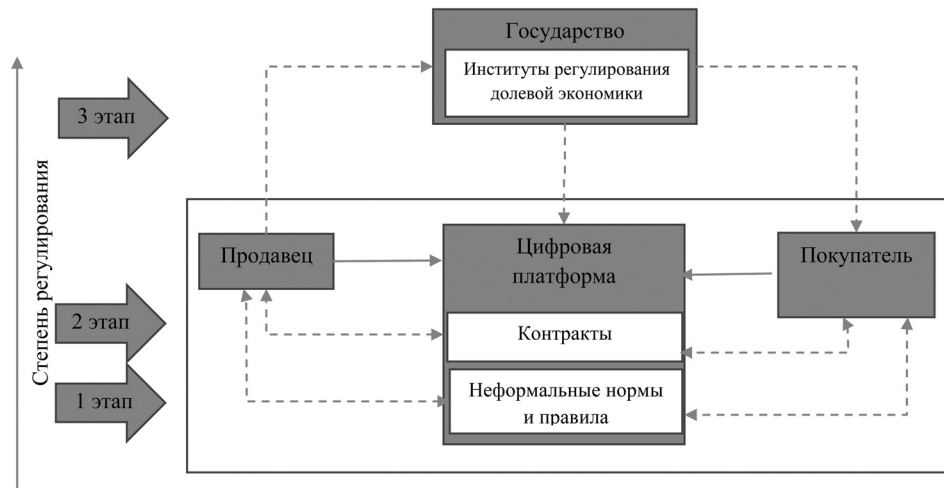 Государство
Институты регулирования
долевой экономики
3 этап
Степень регулирования
Продавец
Цифровая
платформа
Покупатель
2 этап
Контракты
1 этап
Неформальные нормы
и правила